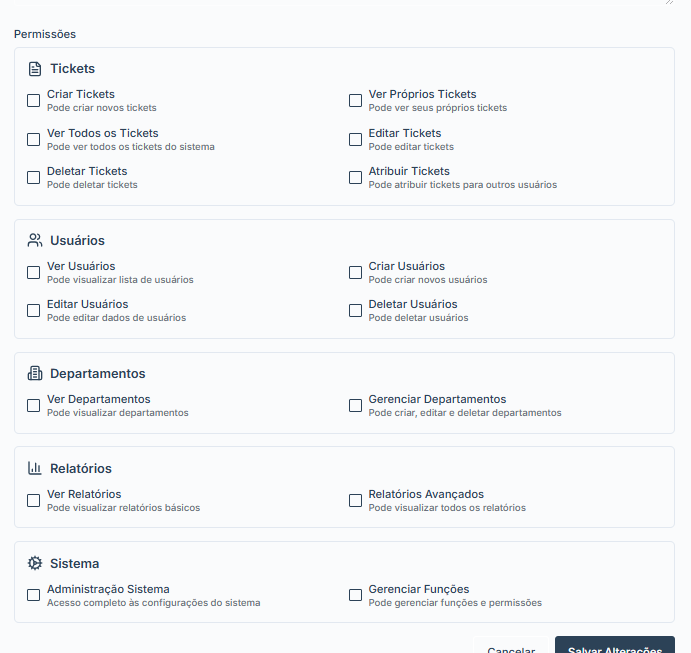 Permissões
Tickets
Criar Tickets
Pode criar novos tickets
Ver Próprios Tickets
Pode ver seus próprios tickets
Ver Todos os Tickets
Pode ver todos os tickets do sistema
Editar Tickets
Pode editar tickets
Deletar Tickets
Pode deletar tickets
Atribuir Tickets
Pode atribuir tickets para outros usuários
Usuários
Ver Usuários
Pode visualizar lista de usuários
Criar Usuários
Pode criar novos usuários
Editar Usuários
Pode editar dados de usuários
Deletar Usuários
Pode deletar usuários
Departamentos
Ver Departamentos
Pode visualizar departamentos
Gerenciar Departamentos
Pode criar, editar e deletar departamentos
Relatórios
Ver Relatórios
Pode visualizar relatórios básicos
Relatórios Avançados
Pode visualizar todos os relatórios
Sistema
Administração Sistema
Acesso completo às configurações do sistema
Gerenciar Funções
Pode gerenciar funções e permissões
Cancelar
Salvar Alterações